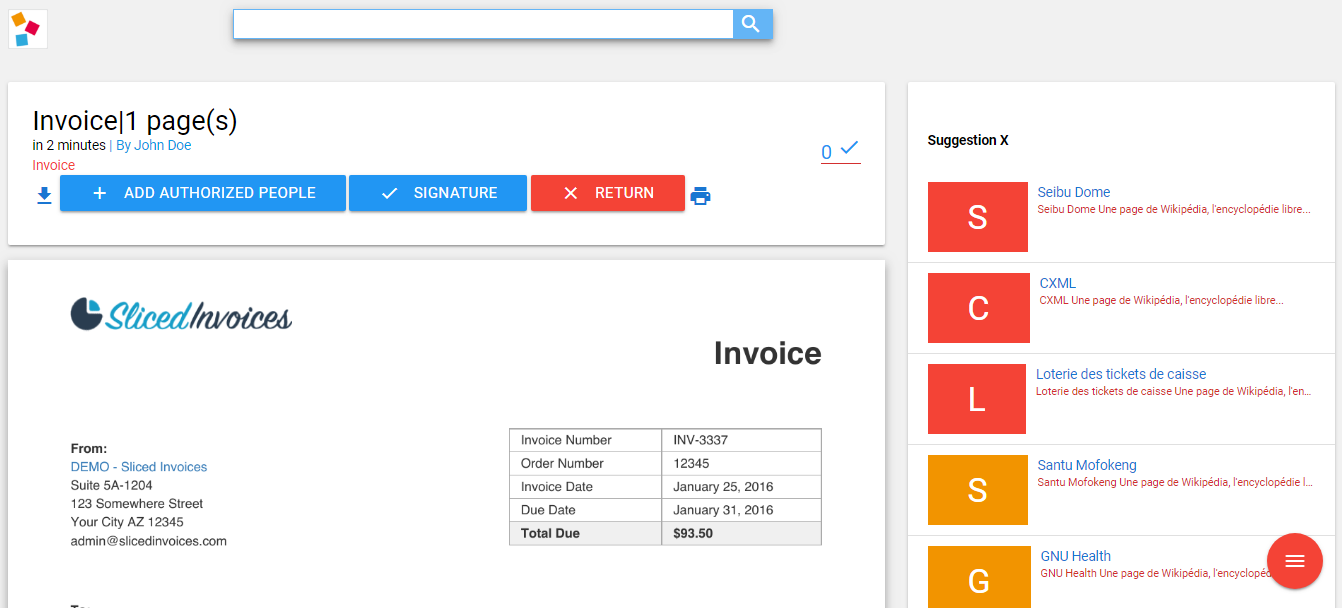 Invoice|1 page(s)
in 2 minutes | By John Doe
Invoice
0
ADD AUTHORIZED PEOPLE
SIGNATURE
RETURN
Sliced Invoices
Invoice
From:
DEMO - Sliced Invoices
Suite 5A-1204
123 Somewhere Street
Your City AZ 12345
admin@slicedinvoices.com
Invoice Number INV-3337
Order Number 12345
Invoice Date January 25, 2016
Due Date January 31, 2016
Total Due $93.50
Suggestion X
S
Seibu Dome
Seibu Dome Une page de Wikipédia, l'encyclopédie libre...
C
CXML
CXML Une page de Wikipédia, l'encyclopédie libre...
L
Loterie des tickets de caisse
Loterie des tickets de caisse Une page de Wikipédia, l'en...
S
Santu Mofokeng
Santu Mofokeng Une page de Wikipédia, l'encyclopédie l...
G
GNU Health
GNU Health Une page de Wikipédia,